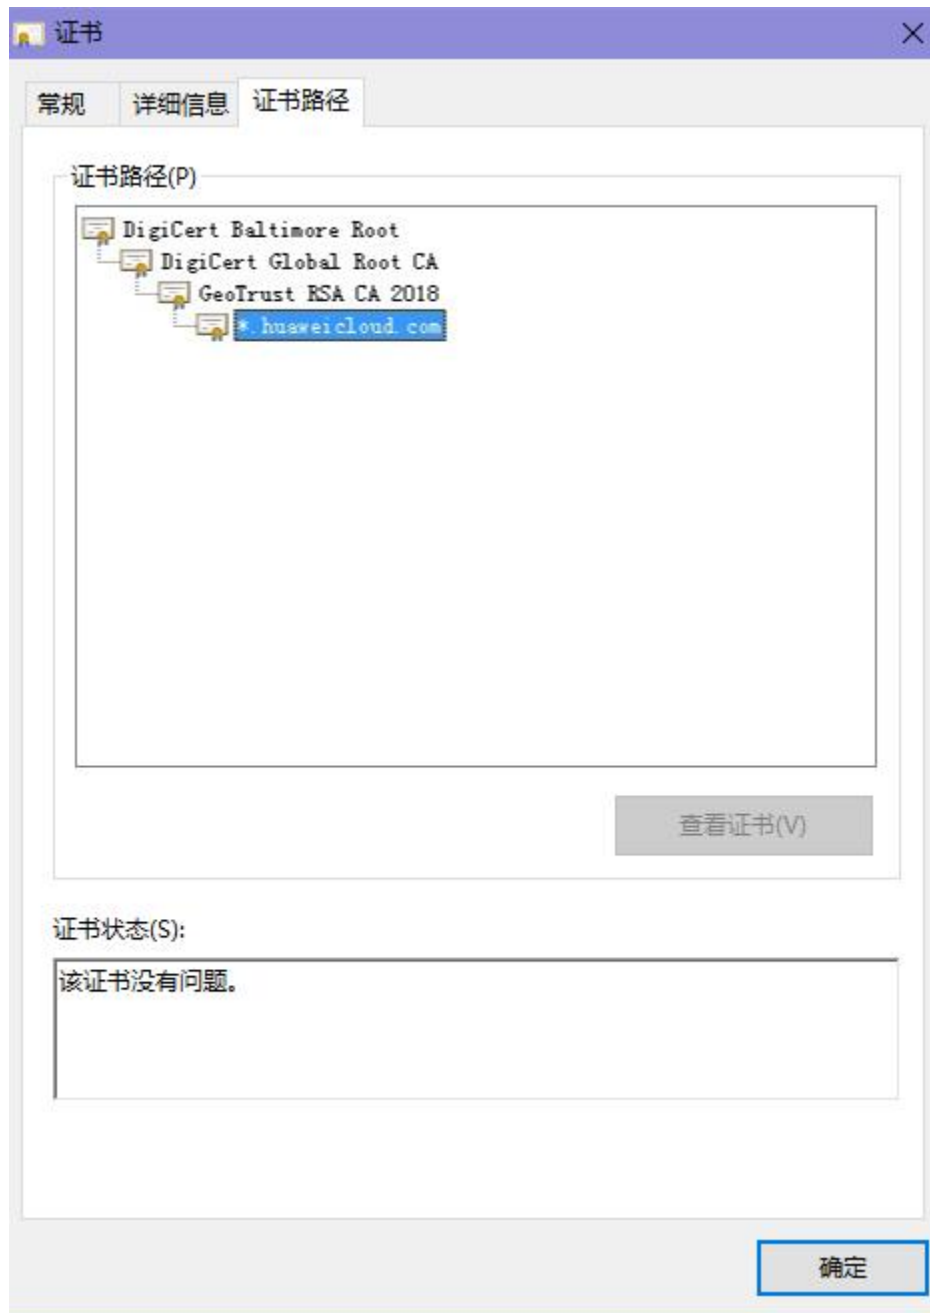 证书
常规 详细信息 证书路径
证书路径(P)
DigiCert Baltimore Root
DigiCert Global Root CA
GeoTrust RSA CA 2018
*.huaweicloud.com
查看证书(V)
证书状态(S):
该证书没有问题。
确定